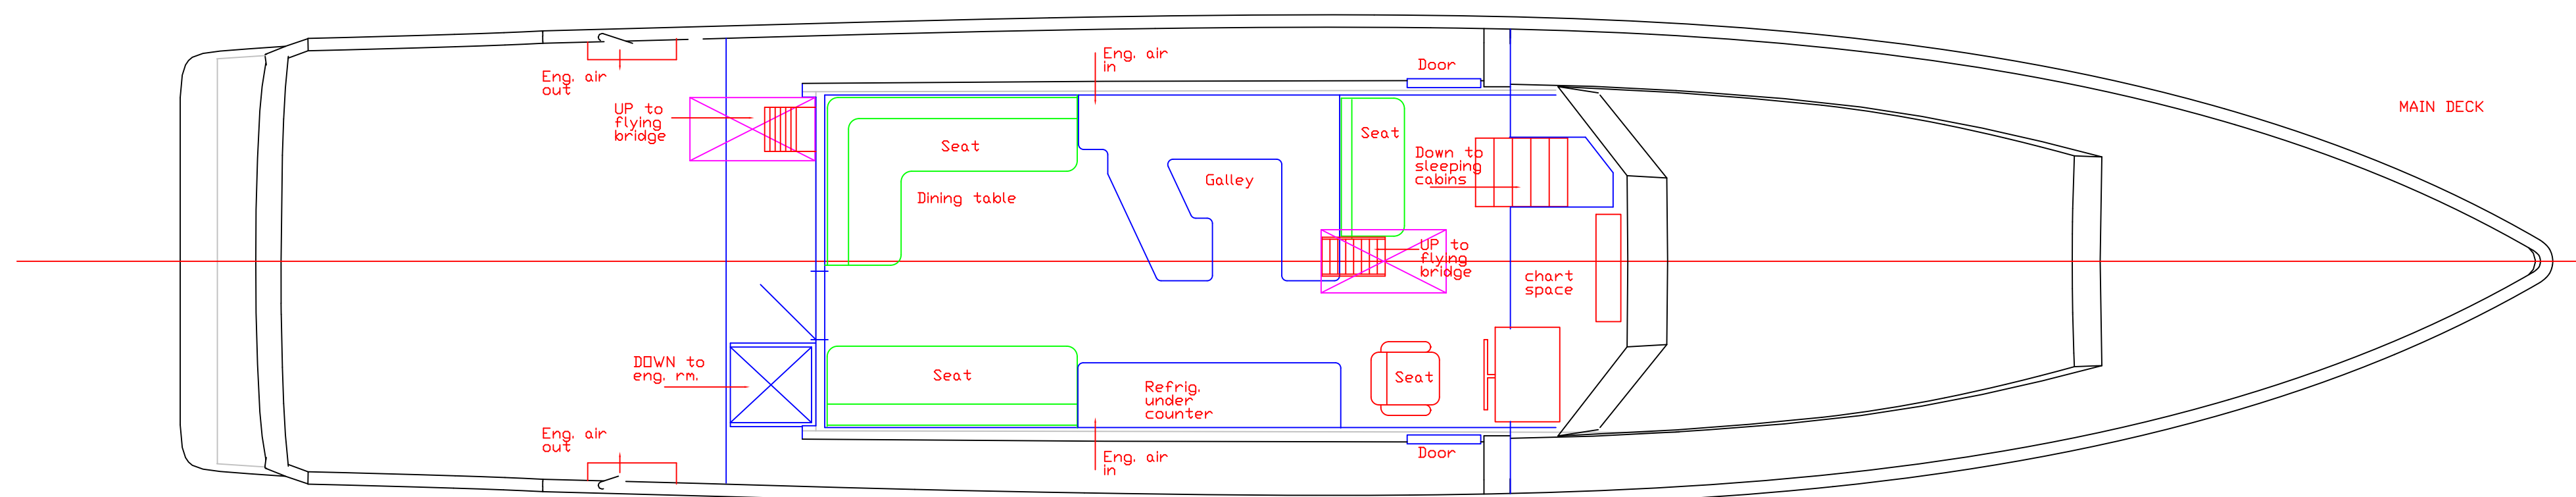 Eng. air
out
UP to
flying
bridge
Eng. air
in
Door
MAIN DECK
Seat
Dining table
Galley
Seat
Down to
sleeping
cabins
UP to
flying
bridge
chart
space
DOWN to
eng. rm.
Seat
Refrig.
under
counter
Seat
Eng. air
out
Eng. air
in
Door